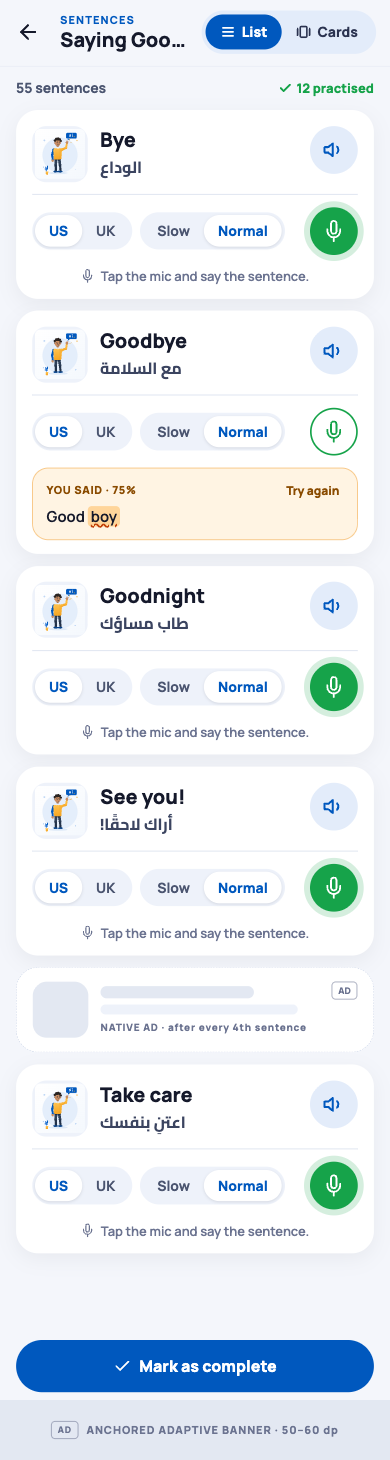 SENTENCES
Saying Goo...
List
Cards
55 sentences
12 practised
Bye
الوداع
US UK Slow Normal
Tap the mic and say the sentence.
Goodbye
مع السلامة
US UK Slow Normal
YOU SAID · 75%
Try again
Good boy
Goodnight
طاب مساؤك
US UK Slow Normal
Tap the mic and say the sentence.
See you!
أراك لاحقًا!
US UK Slow Normal
Tap the mic and say the sentence.
AD
NATIVE AD · after every 4th sentence
Take care
اعتنِ بنفسك
US UK Slow Normal
Tap the mic and say the sentence.
Mark as complete
AD ANCHORED ADAPTIVE BANNER · 50–60 dp